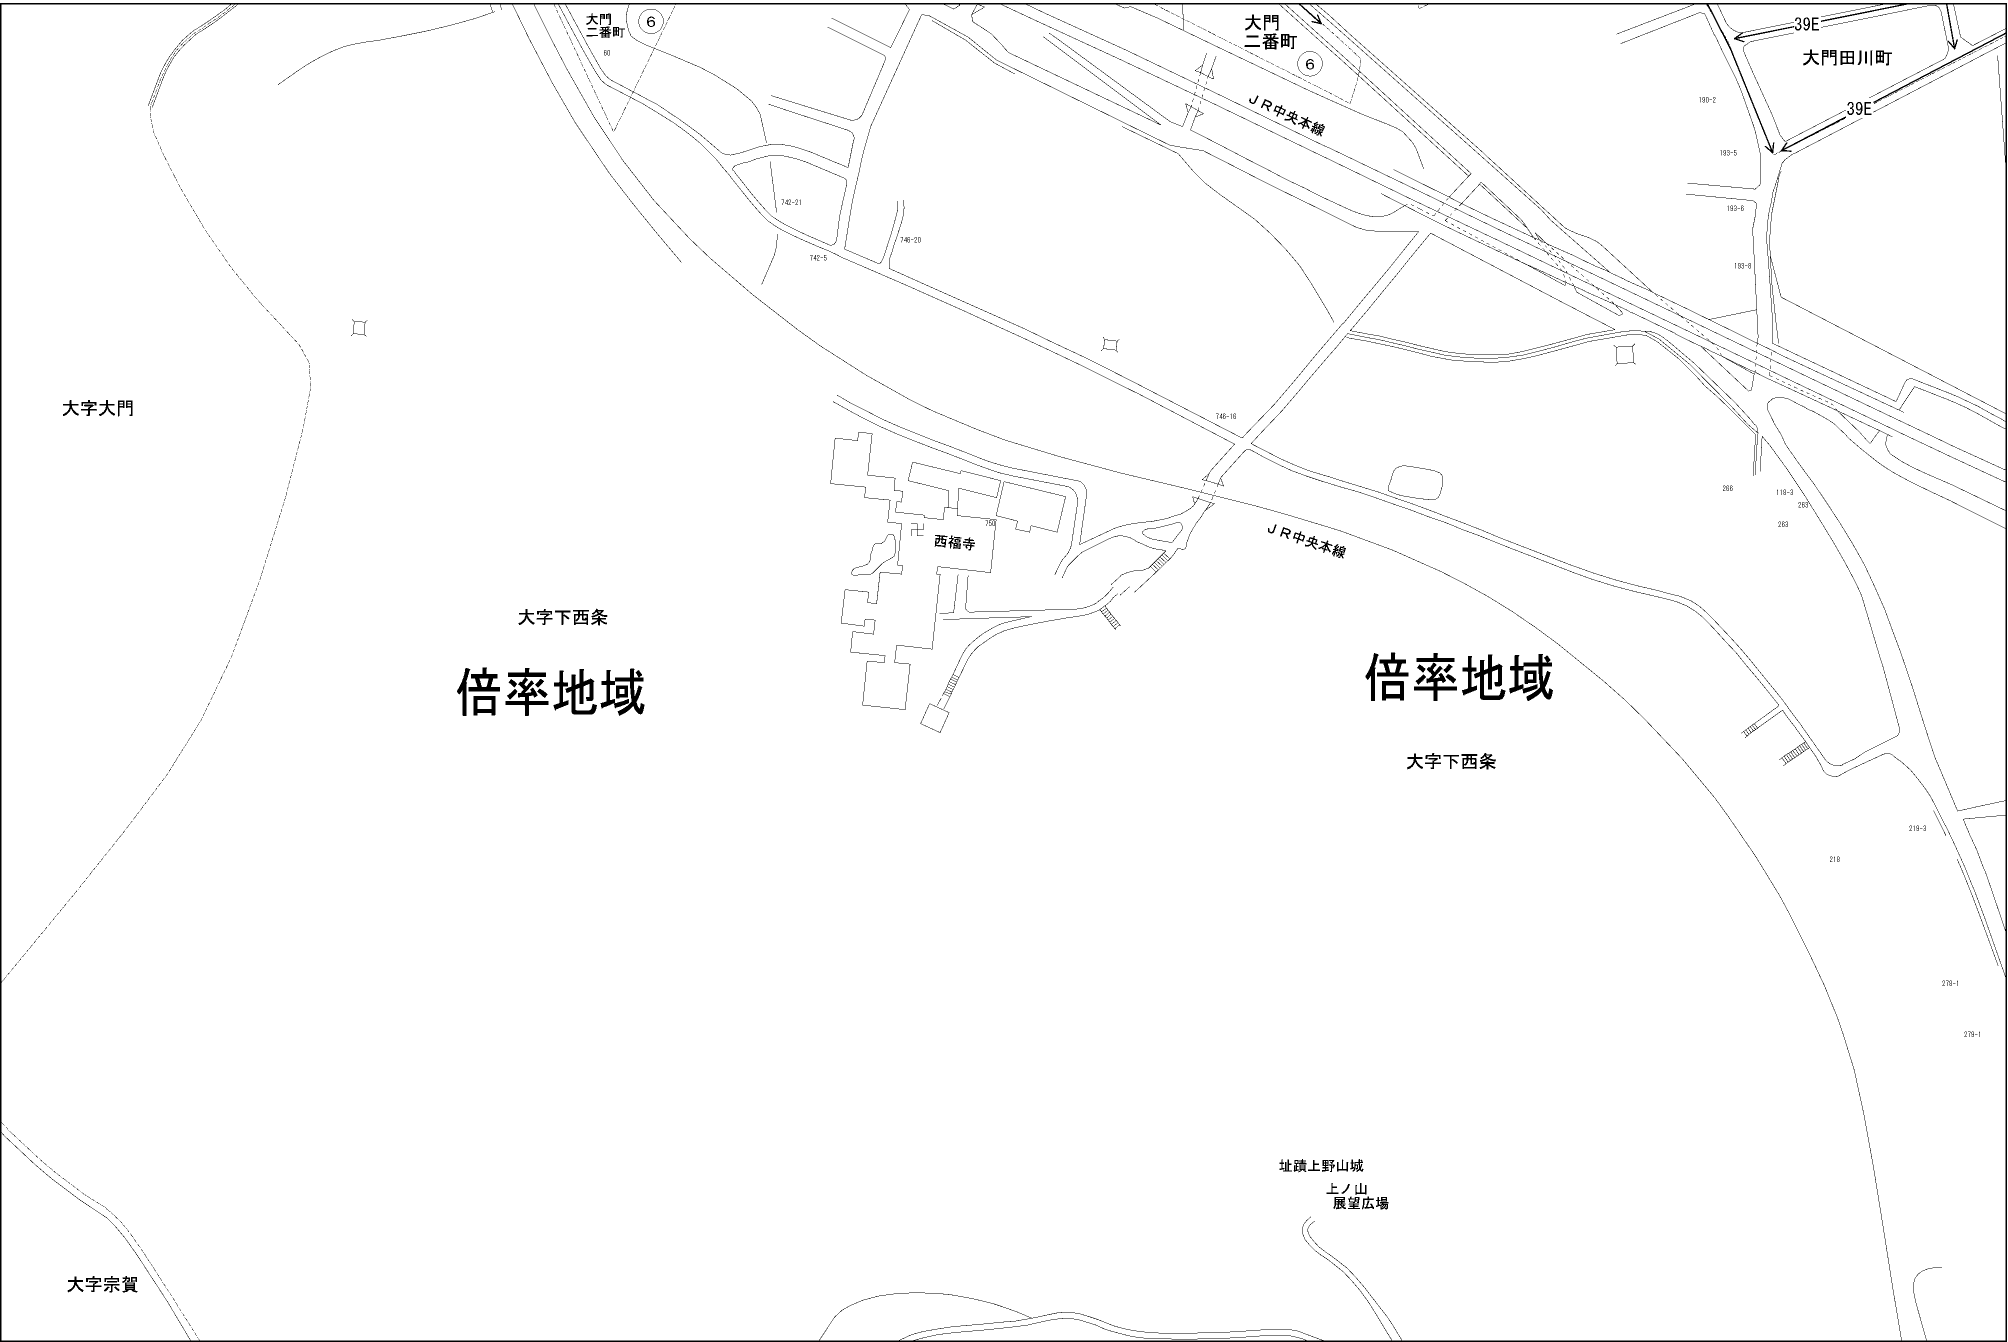 大門
二番町
6
60
大門
二番町
6
39E
大門田川町
39E
JR中央本線
190-2
193-5
193-6
193-8
742-21
746-20
742-5
大字大門
746-16
266
119-3
263
263
750
西福寺
JR中央本線
大字下西条
倍率地域
倍率地域
大字下西条
219-3
218
278-1
279-1
址蹟上野山城
上ノ山
展望広場
大字宗賀